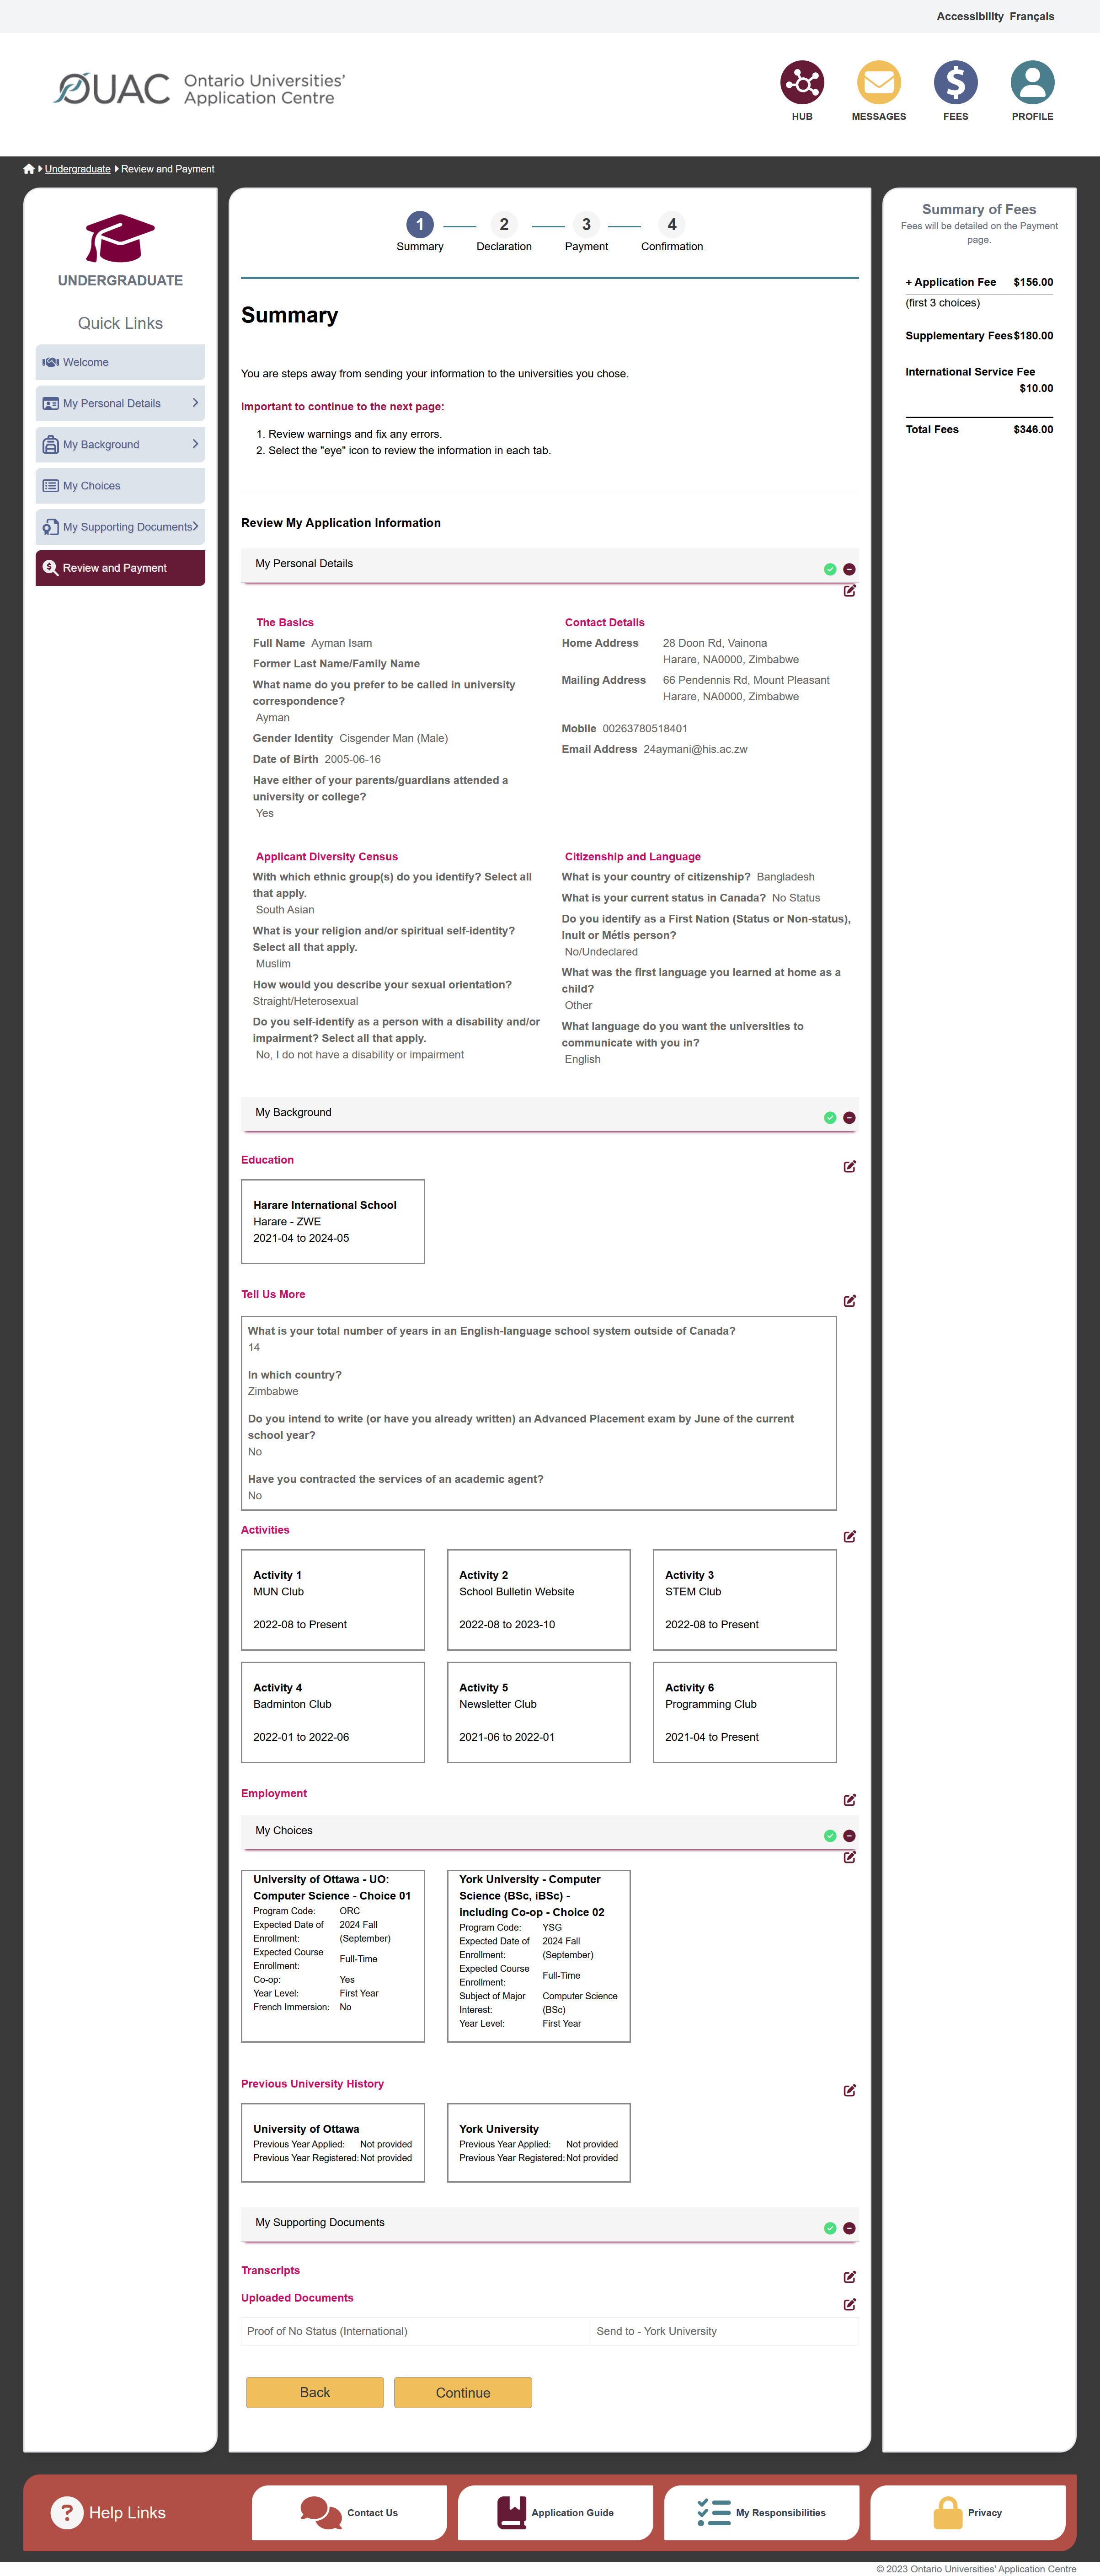 Accessibility Français
OUAC Ontario Universities'
Application Centre
HUB
MESSAGES
FEES
PROFILE
Undergraduate Review and Payment
UNDERGRADUATE
Quick Links
Welcome
My Personal Details
My Background
My Choices
My Supporting Documents
Review and Payment
1
2
3
4
Summary
Declaration
Payment
Confirmation
Summary
You are steps away from sending your information to the universities you chose.
Important to continue to the next page:
1. Review warnings and fix any errors.
2. Select the "eye" icon to review the information in each tab.
Review My Application Information
My Personal Details
The Basics
Full Name Ayman Isam
Former Last Name/Family Name
What name do you prefer to be called in university
correspondence?
Ayman
Gender Identity Cisgender Man (Male)
Date of Birth 2005-06-16
Have either of your parents/guardians attended a
university or college?
Yes
Contact Details
Home Address 28 Doon Rd, Vainona
Harare, NA0000, Zimbabwe
Mailing Address 66 Pendennis Rd, Mount Pleasant
Harare, NA0000, Zimbabwe
Mobile 00263780518401
Email Address 24aymani@his.ac.zw
Applicant Diversity Census
With which ethnic group(s) do you identify? Select all
that apply.
South Asian
What is your religion and/or spiritual self-identity?
Select all that apply.
Muslim
How would you describe your sexual orientation?
Straight/Heterosexual
Do you self-identify as a person with a disability and/or
impairment? Select all that apply.
No, I do not have a disability or impairment
Citizenship and Language
What is your country of citizenship? Bangladesh
What is your current status in Canada? No Status
Do you identify as a First Nation (Status or Non-status),
Inuit or Métis person?
No/Undeclared
What was the first language you learned at home as a
child?
Other
What language do you want the universities to
communicate with you in?
English
My Background
Education
Harare International School
Harare - ZWE
2021-04 to 2024-05
Tell Us More
What is your total number of years in an English-language school system outside of Canada?
14
In which country?
Zimbabwe
Do you intend to write (or have you already written) an Advanced Placement exam by June of the current
school year?
No
Have you contracted the services of an academic agent?
No
Activities
Activity 1
MUN Club
2022-08 to Present
Activity 2
School Bulletin Website
2022-08 to 2023-10
Activity 3
STEM Club
2022-08 to Present
Activity 4
Badminton Club
2022-01 to 2022-06
Activity 5
Newsletter Club
2021-06 to 2022-01
Activity 6
Programming Club
2021-04 to Present
Employment
My Choices
University of Ottawa - UO:
Computer Science - Choice 01
Program Code: ORC
Expected Date of 2024 Fall
Enrollment: (September)
Expected Course
Enrollment: Full-Time
Co-op: Yes
Year Level: First Year
French Immersion: No
York University - Computer
Science (BSc, iBSc) -
including Co-op - Choice 02
Program Code: YSG
Expected Date of 2024 Fall
Enrollment: (September)
Expected Course
Enrollment: Full-Time
Subject of Major Computer Science
Interest: (BSc)
Year Level: First Year
Previous University History
University of Ottawa
Previous Year Applied: Not provided
Previous Year Registered: Not provided
York University
Previous Year Applied: Not provided
Previous Year Registered: Not provided
My Supporting Documents
Transcripts
Uploaded Documents
Proof of No Status (International)
Send to - York University
Back
Continue
Summary of Fees
Fees will be detailed on the Payment
page.
+ Application Fee $156.00
(first 3 choices)
Supplementary Fees $180.00
International Service Fee
$10.00
Total Fees $346.00
? Help Links
Contact Us
Application Guide
My Responsibilities
Privacy
© 2023 Ontario Universities' Application Centre